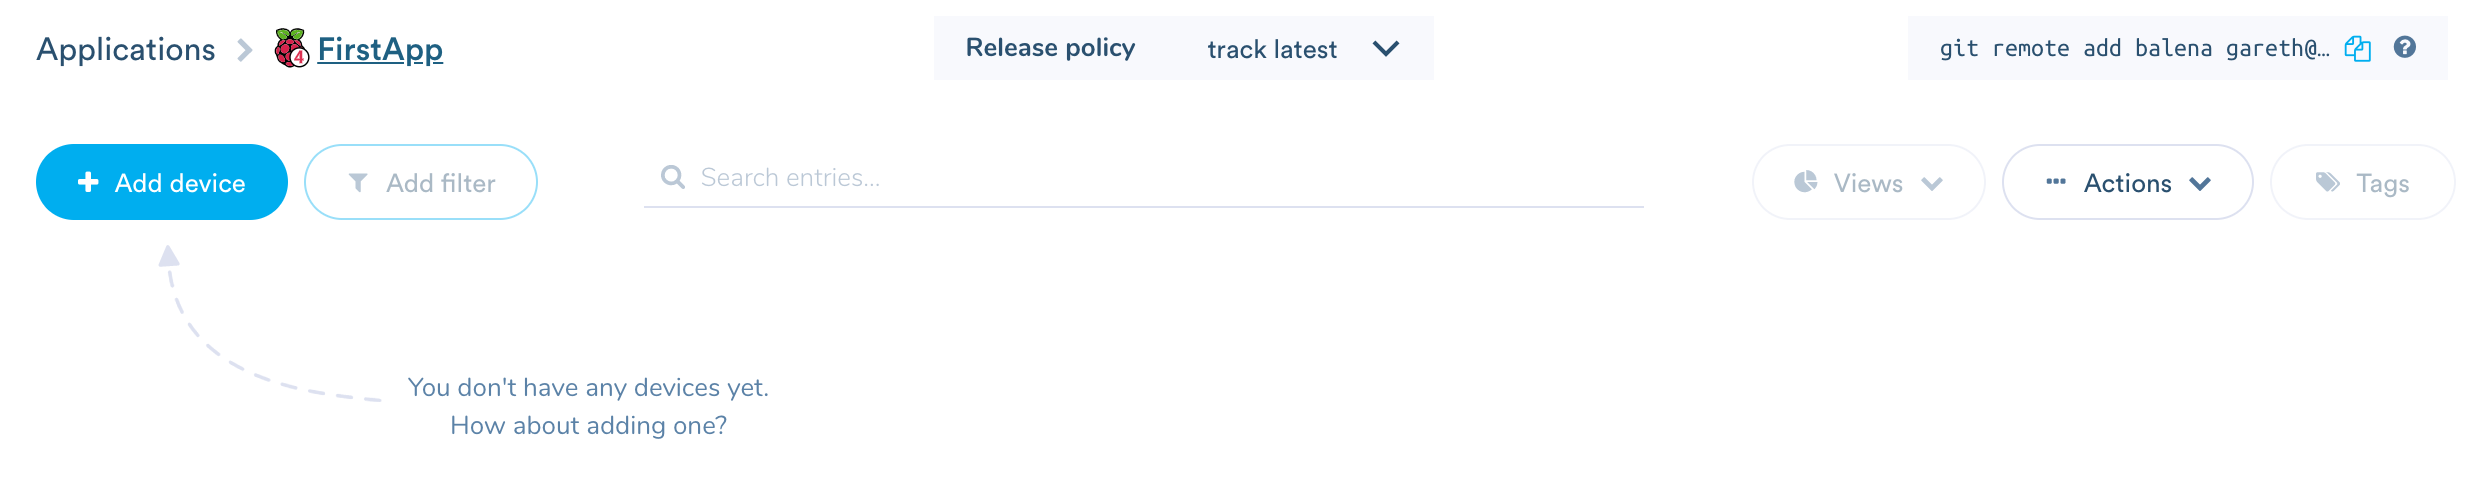 Applications FirstApp
Release policy track latest
git remote add balena gareth@...
Add device Add filter
Search entries...
Views Actions Tags
You don't have any devices yet.
How about adding one?
4